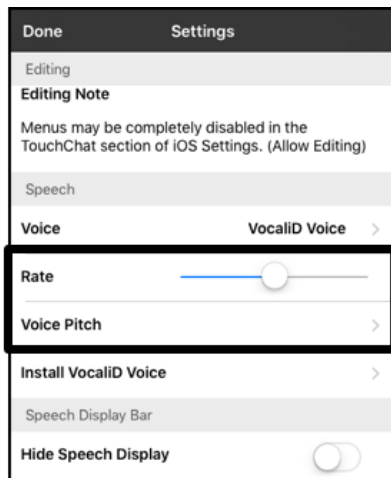 Done Settings
Editing
Editing Note
Menus may be completely disabled in the
TouchChat section of iOS Settings. (Allow Editing)
Speech
Voice VocaliD Voice
Rate
Voice Pitch
Install VocaliD Voice
Speech Display Bar
Hide Speech Display